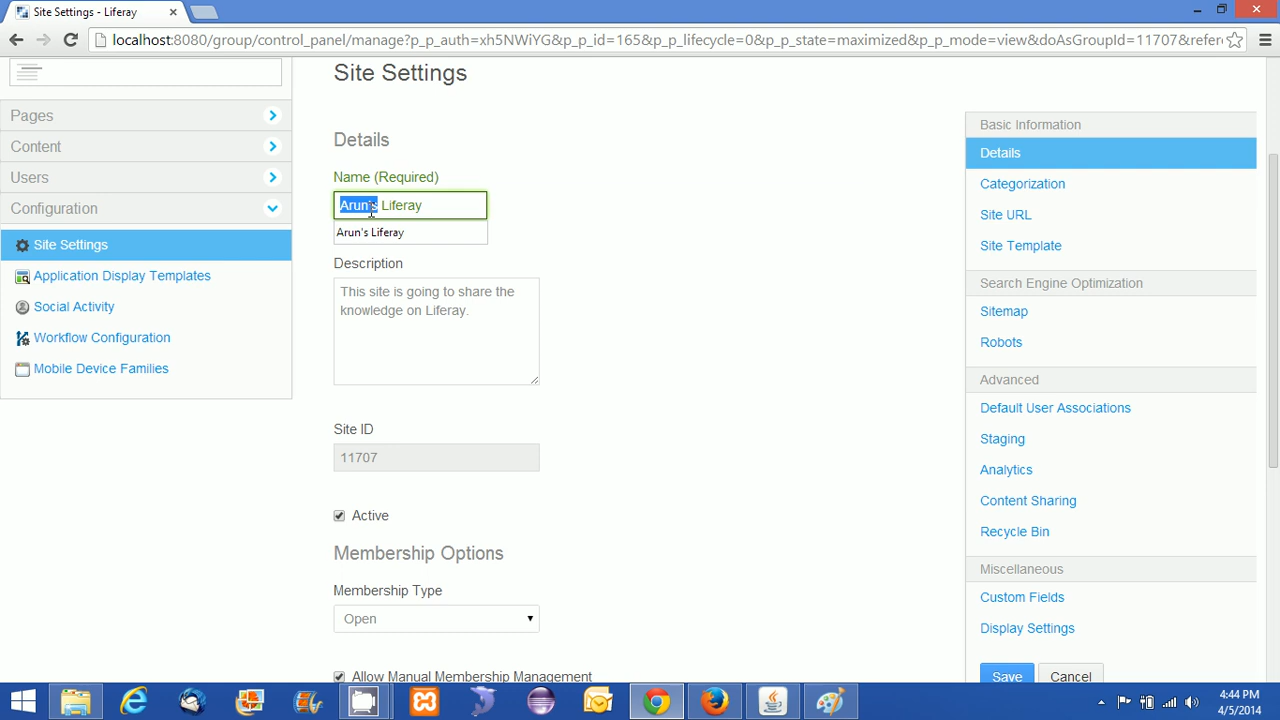 Site Settings - Liferay
localhost:8080/group/control_panel/manage?p_p_auth=xh5NWiYG&p_p_id=165&p_p_lifecycle=0&p_p_state=maximized&p_p_mode=view&doAsGroupId=11707&refer
Site Settings
Pages
Content
Users
Configuration
Site Settings
Application Display Templates
Social Activity
Workflow Configuration
Mobile Device Families
Details
Name (Required)
Arun's Liferay
Arun's Liferay
Description
This site is going to share the
knowledge on Liferay.
Site ID
11707
Active
Membership Options
Membership Type
Open
Allow Manual Membership Management
Basic Information
Details
Categorization
Site URL
Site Template
Search Engine Optimization
Sitemap
Robots
Advanced
Default User Associations
Staging
Analytics
Content Sharing
Recycle Bin
Miscellaneous
Custom Fields
Display Settings
Save Cancel
4:44 PM
4/5/2014